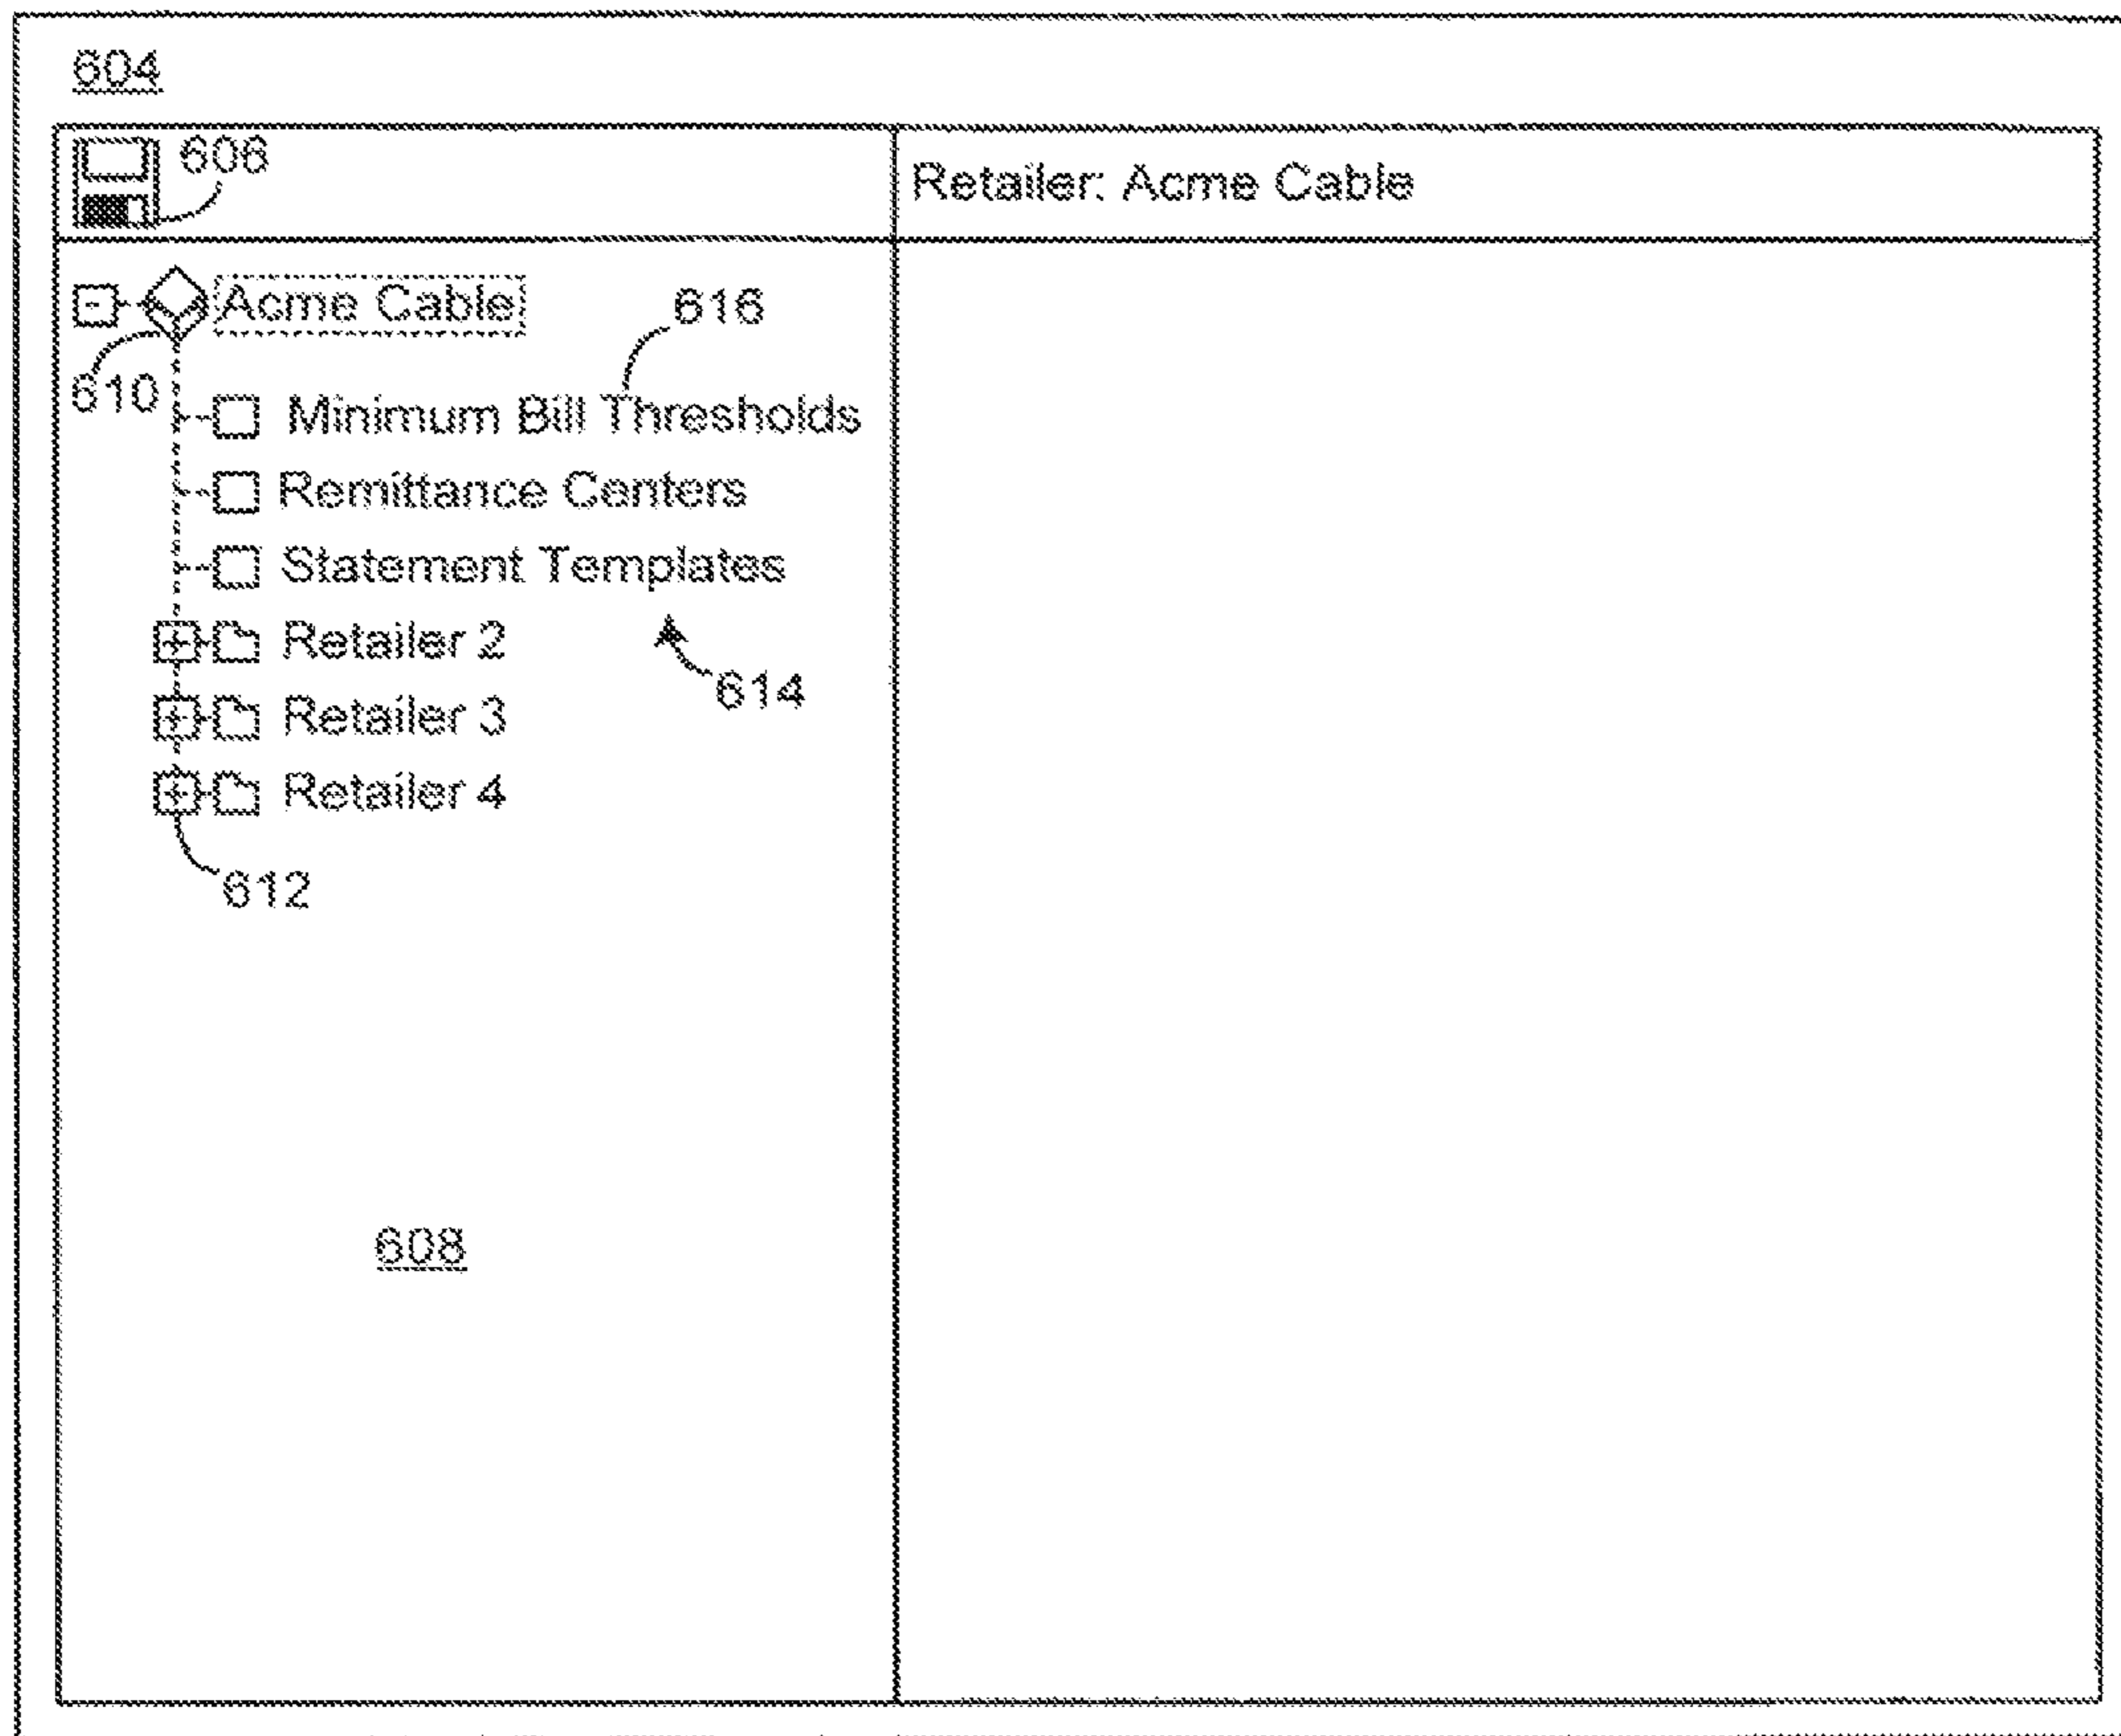 604
606
Retailer: Acme Cable
Acme Cable
616
610
Minimum Bill Thresholds
Remittance Centers
Statement Templates
Retailer 2
614
Retailer 3
Retailer 4
612
608